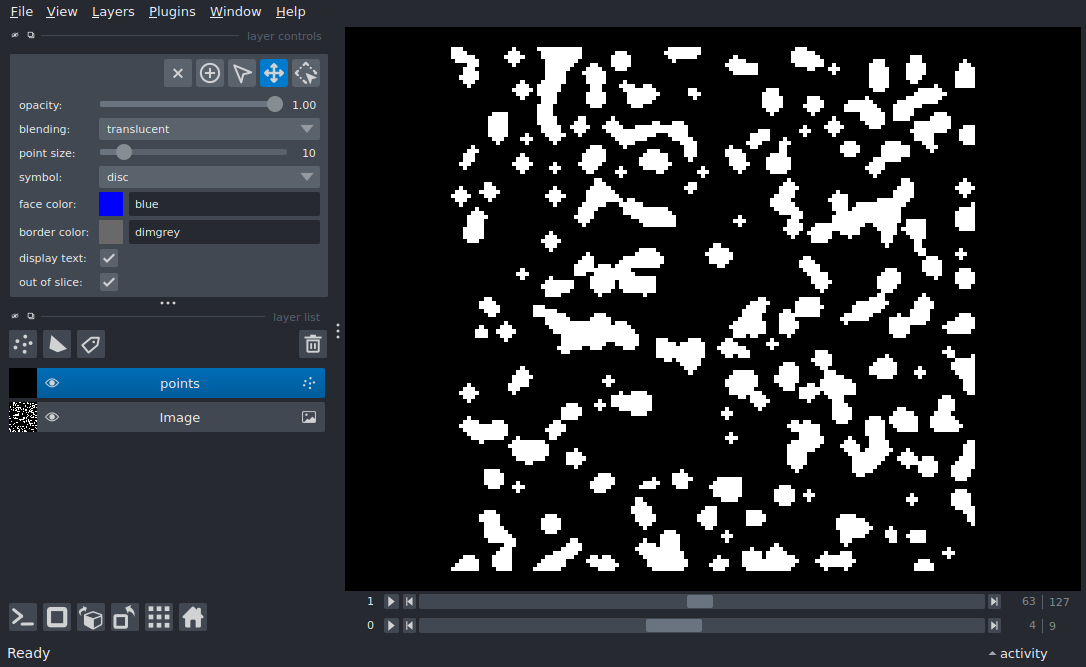 File View Layers Plugins Window Help
layer controls
opacity: 1.00
blending: translucent
point size: 10
symbol: disc
face color: blue
border color: dimgrey
display text:
out of slice:
layer list
points
Image
1 63 127
0 4 9
Ready activity